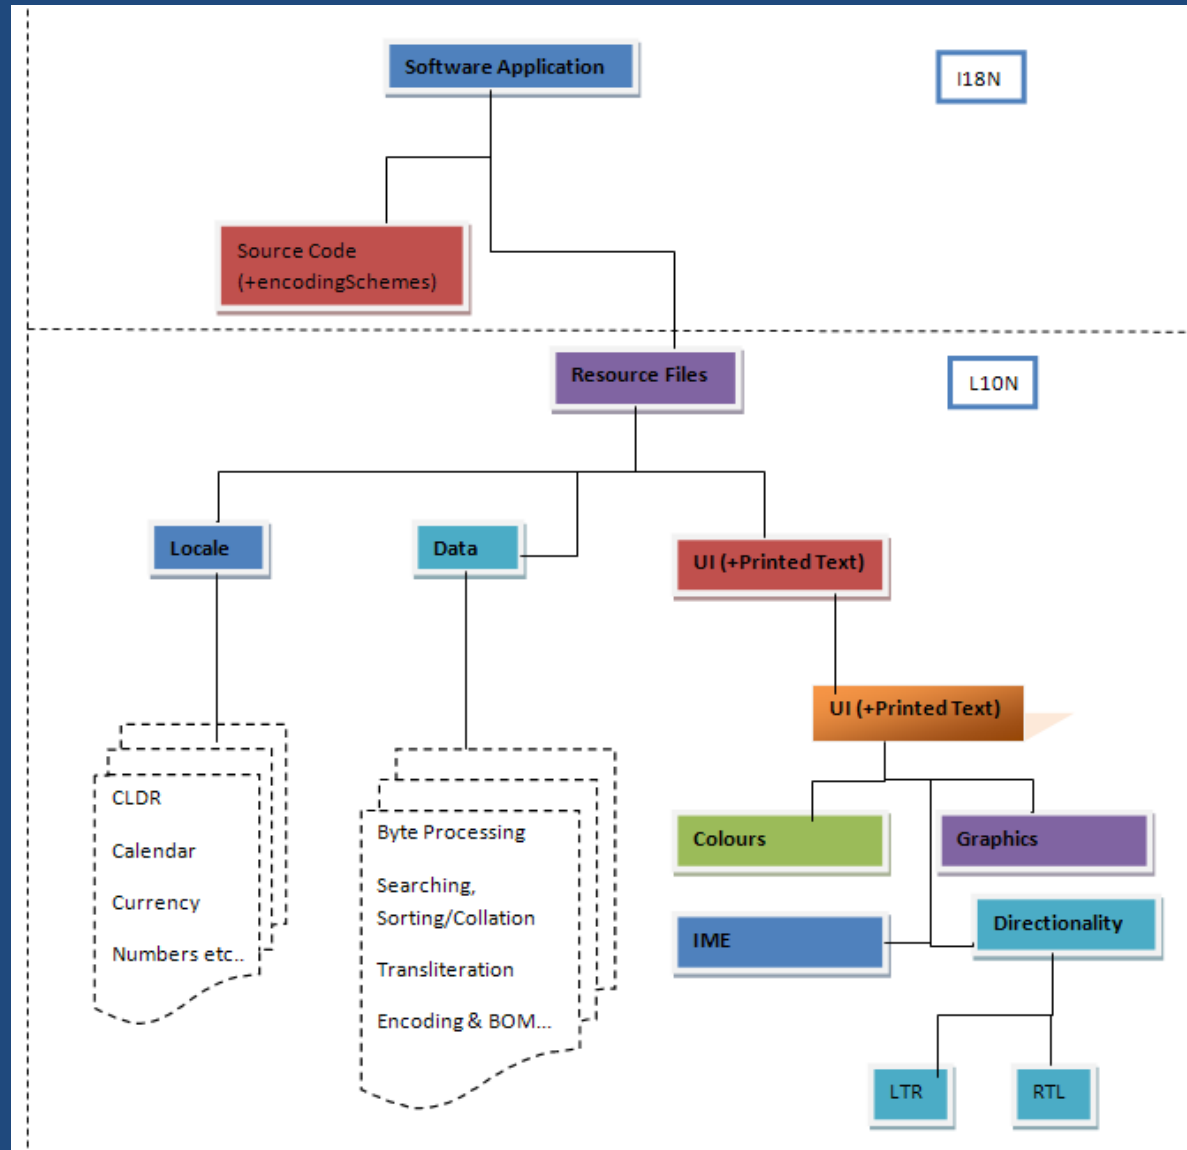 Software Application
I18N
Source Code
(+encodingSchemes)
Resource Files
L10N
Locale
Data
UI (+Printed Text)
UI (+Printed Text)
CLDR
Calendar
Currency
Numbers etc..
Byte Processing
Searching,
Sorting/Collation
Transliteration
Encoding & BOM...
Colours
Graphics
IME
Directionality
LTR
RTL